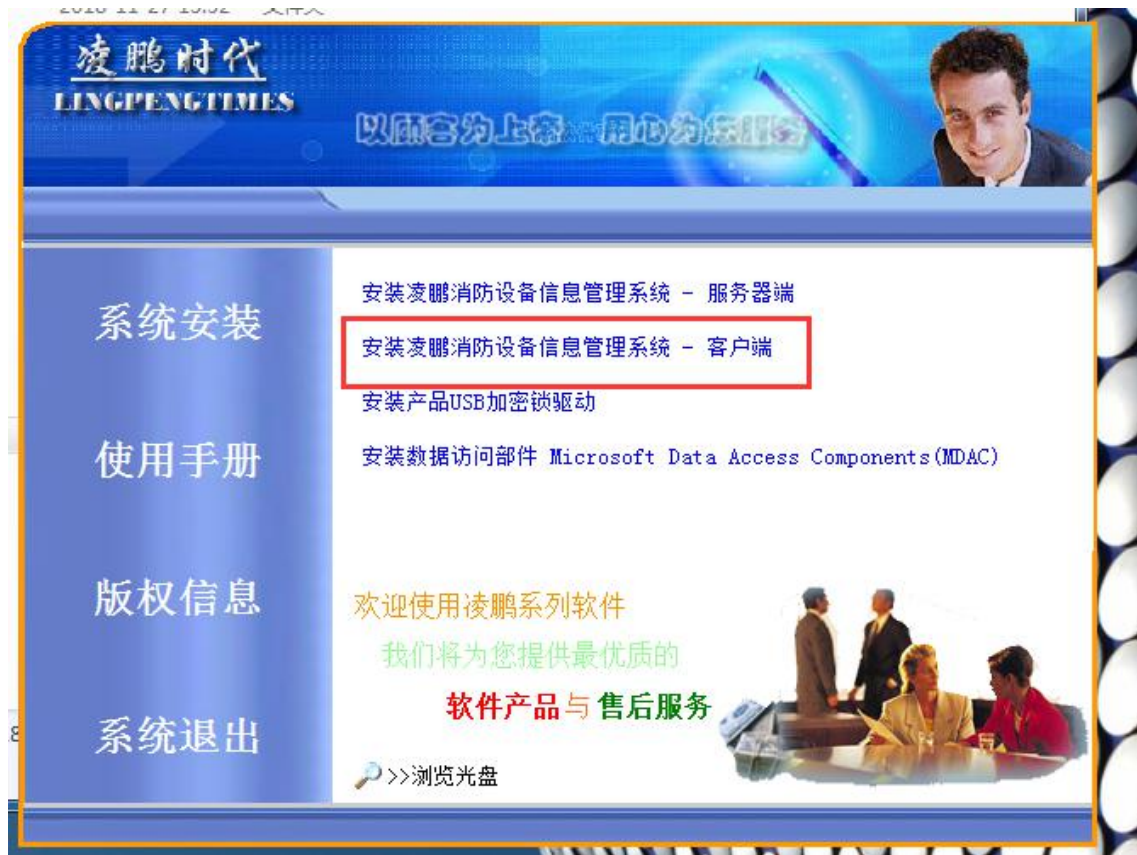 凌鹏时代
LINGPENGTIMES
以顾客为上帝 用心为您服务
系统安装
使用手册
版权信息
系统退出
安装凌鹏消防设备信息管理系统 - 服务器端
安装凌鹏消防设备信息管理系统 - 客户端
安装产品USB加密锁驱动
安装数据访问部件 Microsoft Data Access Components(MDAC)
欢迎使用凌鹏系列软件
我们将为您提供最优质的
软件产品与售后服务
>>浏览光盘